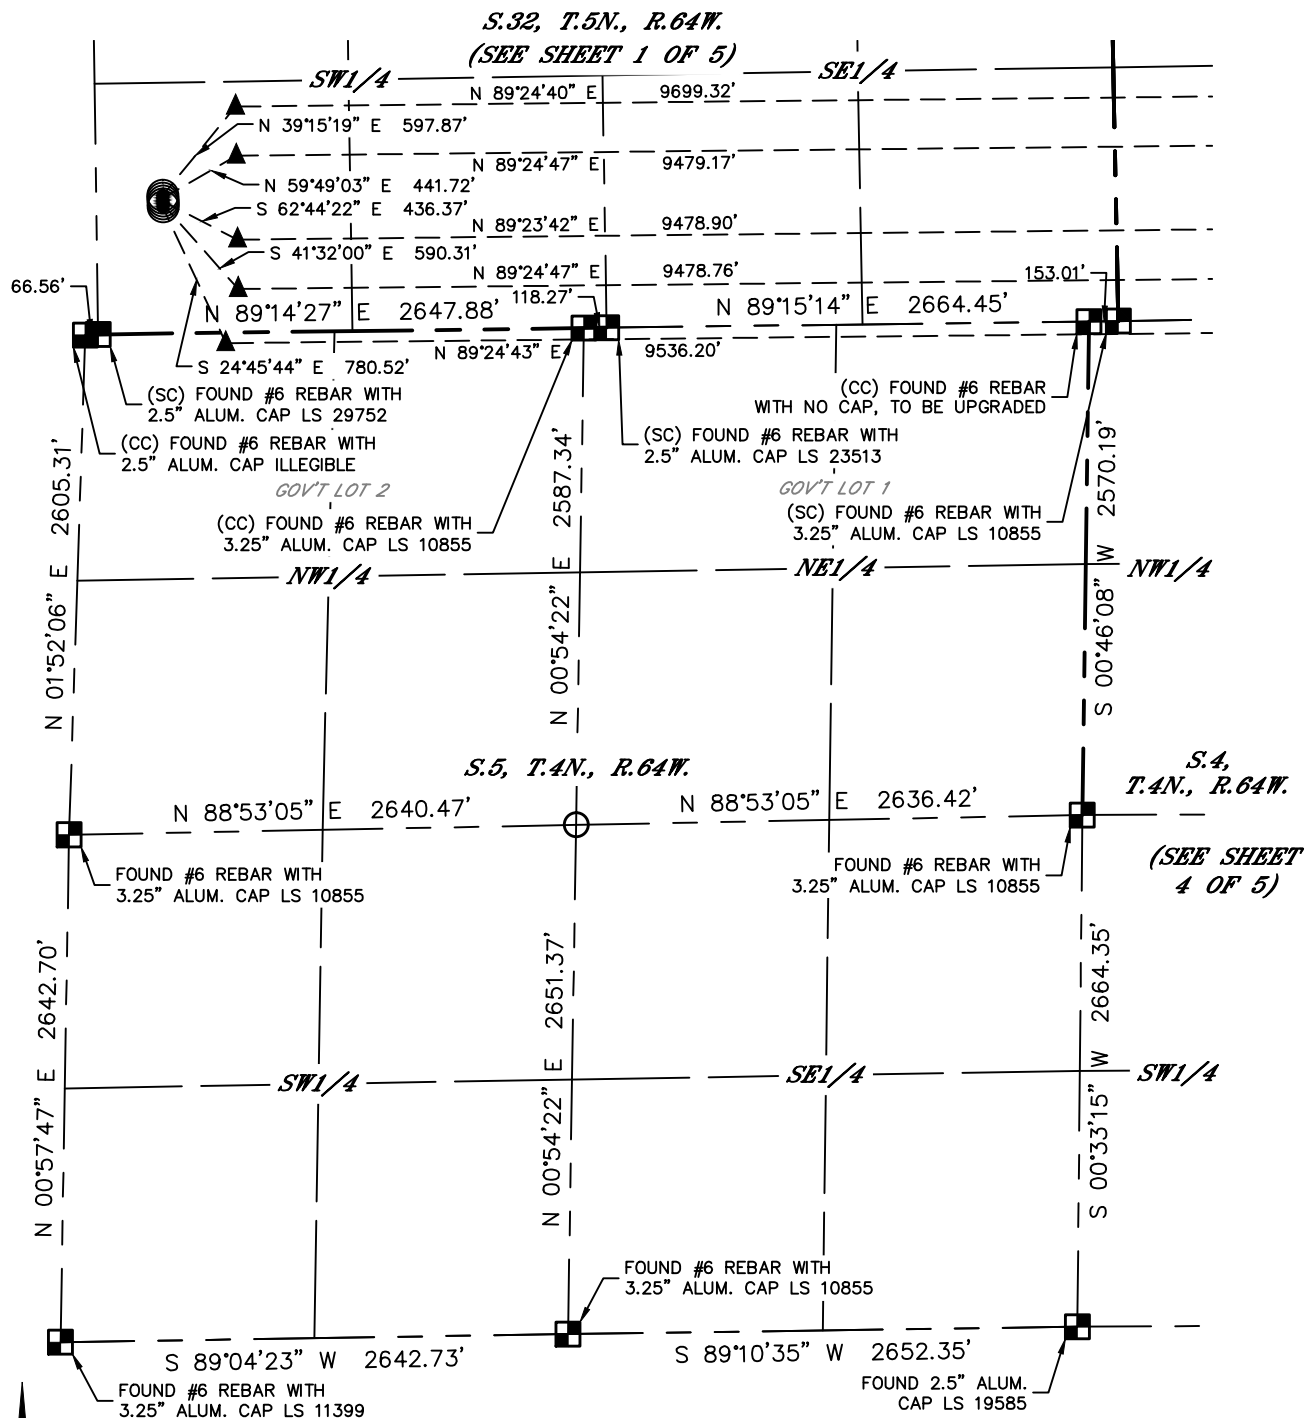 S.32, T.5N., R.64W.
(SEE SHEET 1 OF 5)
SW1/4
SE1/4
N 89°24'40" E 9699.32'
N 39°15'19" E 597.87'
N 89°24'47" E 9479.17'
N 59°49'03" E 441.72'
S 62°44'22" E 436.37'
N 89°23'42" E 9478.90'
S 41°32'00" E 590.31'
N 89°24'47" E 9478.76'
153.01'
66.56'
118.27'
N 89°14'27" E 2647.88'
N 89°15'14" E 2664.45'
N 89°24'43" E 9536.20'
S 24°45'44" E 780.52'
(SC) FOUND #6 REBAR WITH
2.5" ALUM. CAP LS 29752
(CC) FOUND #6 REBAR
WITH NO CAP, TO BE UPGRADED
(CC) FOUND #6 REBAR WITH
2.5" ALUM. CAP ILLEGIBLE
(SC) FOUND #6 REBAR WITH
2.5" ALUM. CAP LS 23513
GOV'T LOT 2
GOV'T LOT 1
(CC) FOUND #6 REBAR WITH
3.25" ALUM. CAP LS 10855
(SC) FOUND #6 REBAR WITH
3.25" ALUM. CAP LS 10855
N 01°52'06" E 2605.31'
N 00°54'22" E 2587.34'
S 00°46'08" W 2570.19'
NW1/4
NE1/4
NW1/4
S.5, T.4N., R.64W.
S.4,
T.4N., R.64W.
(SEE SHEET
4 OF 5)
N 88°53'05" E 2640.47'
N 88°53'05" E 2636.42'
FOUND #6 REBAR WITH
3.25" ALUM. CAP LS 10855
FOUND #6 REBAR WITH
3.25" ALUM. CAP LS 10855
N 00°57'47" E 2642.70'
N 00°54'22" E 2651.37'
S 00°33'15" W 2664.35'
SW1/4
SE1/4
SW1/4
FOUND #6 REBAR WITH
3.25" ALUM. CAP LS 10855
S 89°04'23" W 2642.73'
S 89°10'35" W 2652.35'
FOUND #6 REBAR WITH
3.25" ALUM. CAP LS 11399
FOUND 2.5" ALUM.
CAP LS 19585